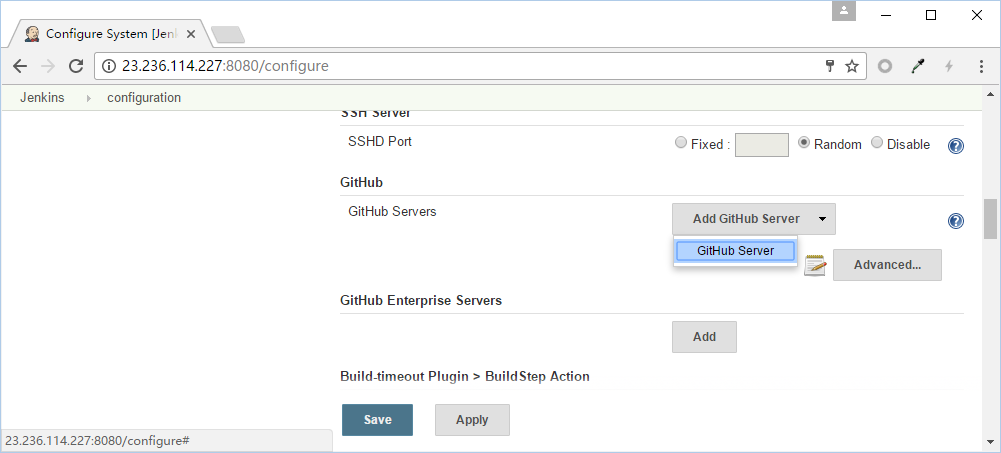 Configure System [Jen
23.236.114.227:8080/configure
Jenkins configuration
SSH Server
SSHD Port Fixed : Random Disable
GitHub
GitHub Servers Add GitHub Server
GitHub Server
Advanced...
GitHub Enterprise Servers
Add
Build-timeout Plugin > BuildStep Action
Save Apply
23.236.114.227:8080/configure#